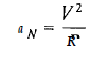 a_N = V^2 / R